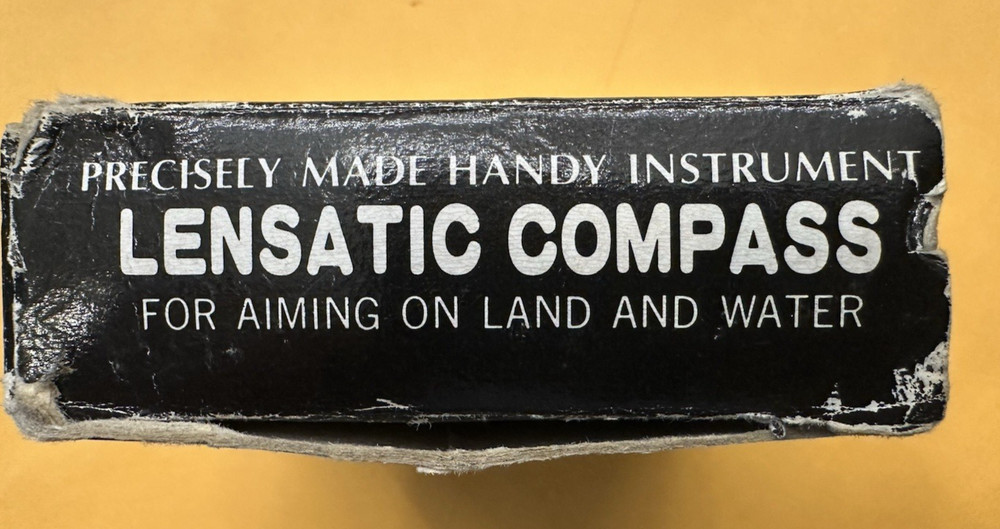 PRECISELY MADE HANDY INSTRUMENT
LENSATIC COMPASS
FOR AIMING ON LAND AND WATER